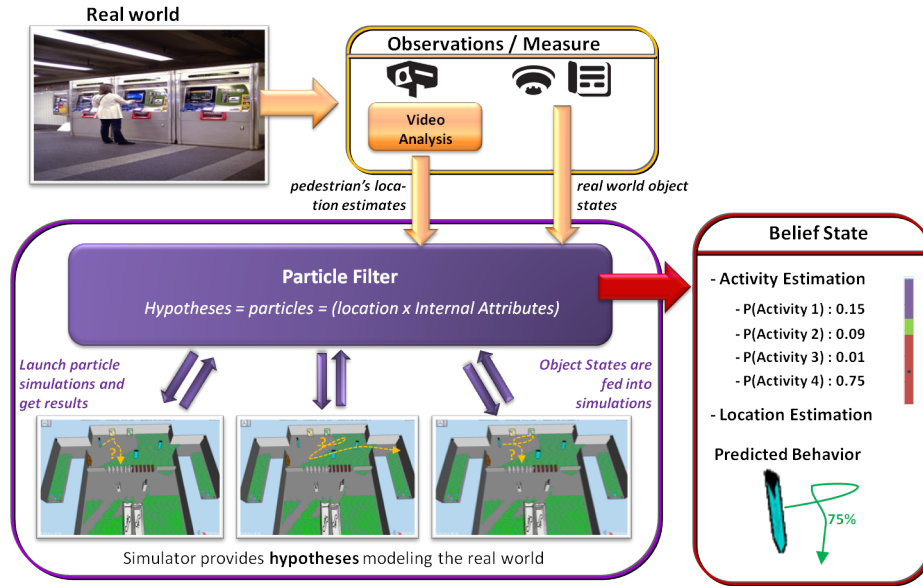 Real world
Observations / Measure
Video
Analysis
pedestrian's loca-
tion estimates
real world object
states
Particle Filter
Hypotheses = particles = (location x Internal Attributes)
Launch particle
simulations and
get results
Object States are
fed into
simulations
?
?
?
Simulator provides hypotheses modeling the real world
Belief State
- Activity Estimation
- P(Activity 1) : 0.15
- P(Activity 2) : 0.09
- P(Activity 3) : 0.01
- P(Activity 4) : 0.75
- Location Estimation
Predicted Behavior
75%